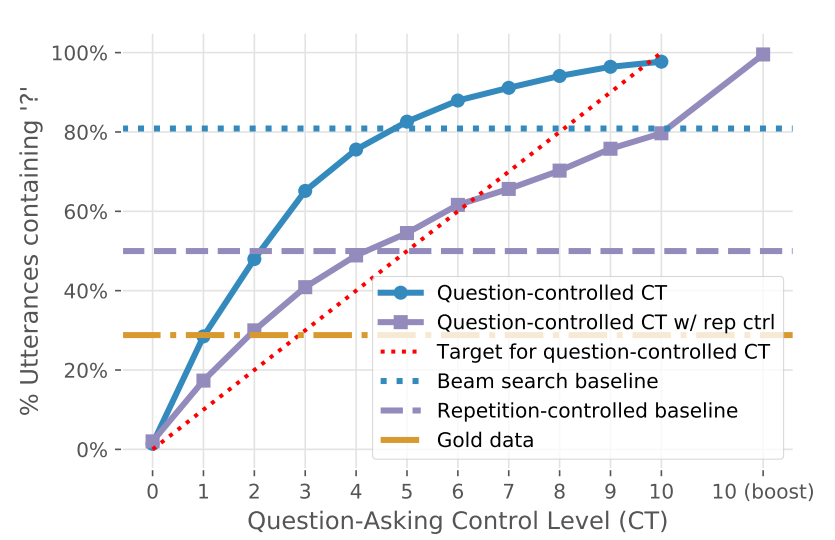 % Utterances containing '?'
100%
80%
60%
40%
20%
0%
Question-controlled CT
Question-controlled CT w/ rep ctrl
Target for question-controlled CT
Beam search baseline
Repetition-controlled baseline
Gold data
0 1 2 3 4 5 6 7 8 9 10 10 (boost)
Question-Asking Control Level (CT)